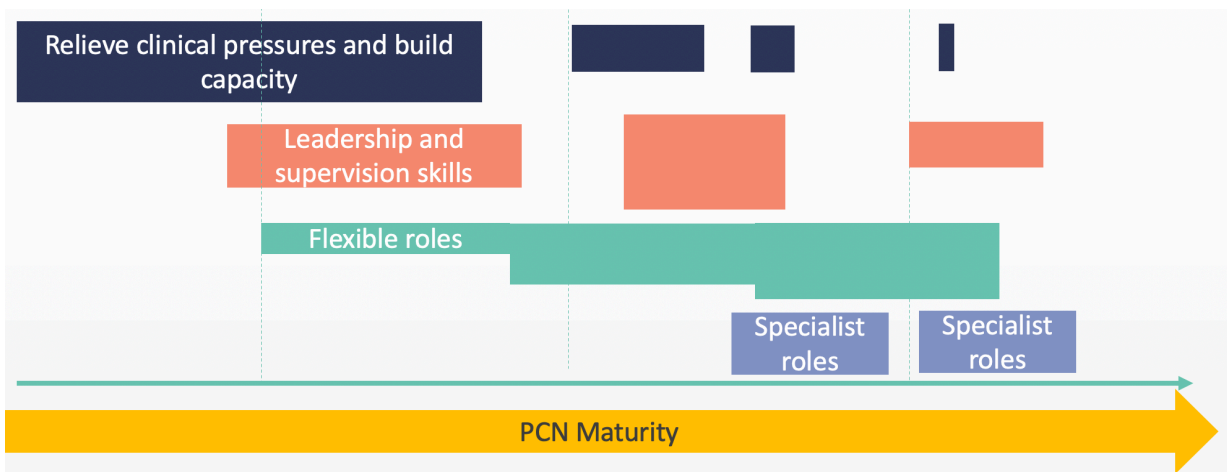 Relieve clinical pressures and build
capacity
Leadership and
supervision skills
Flexible roles
Specialist
roles
Specialist
roles
PCN Maturity